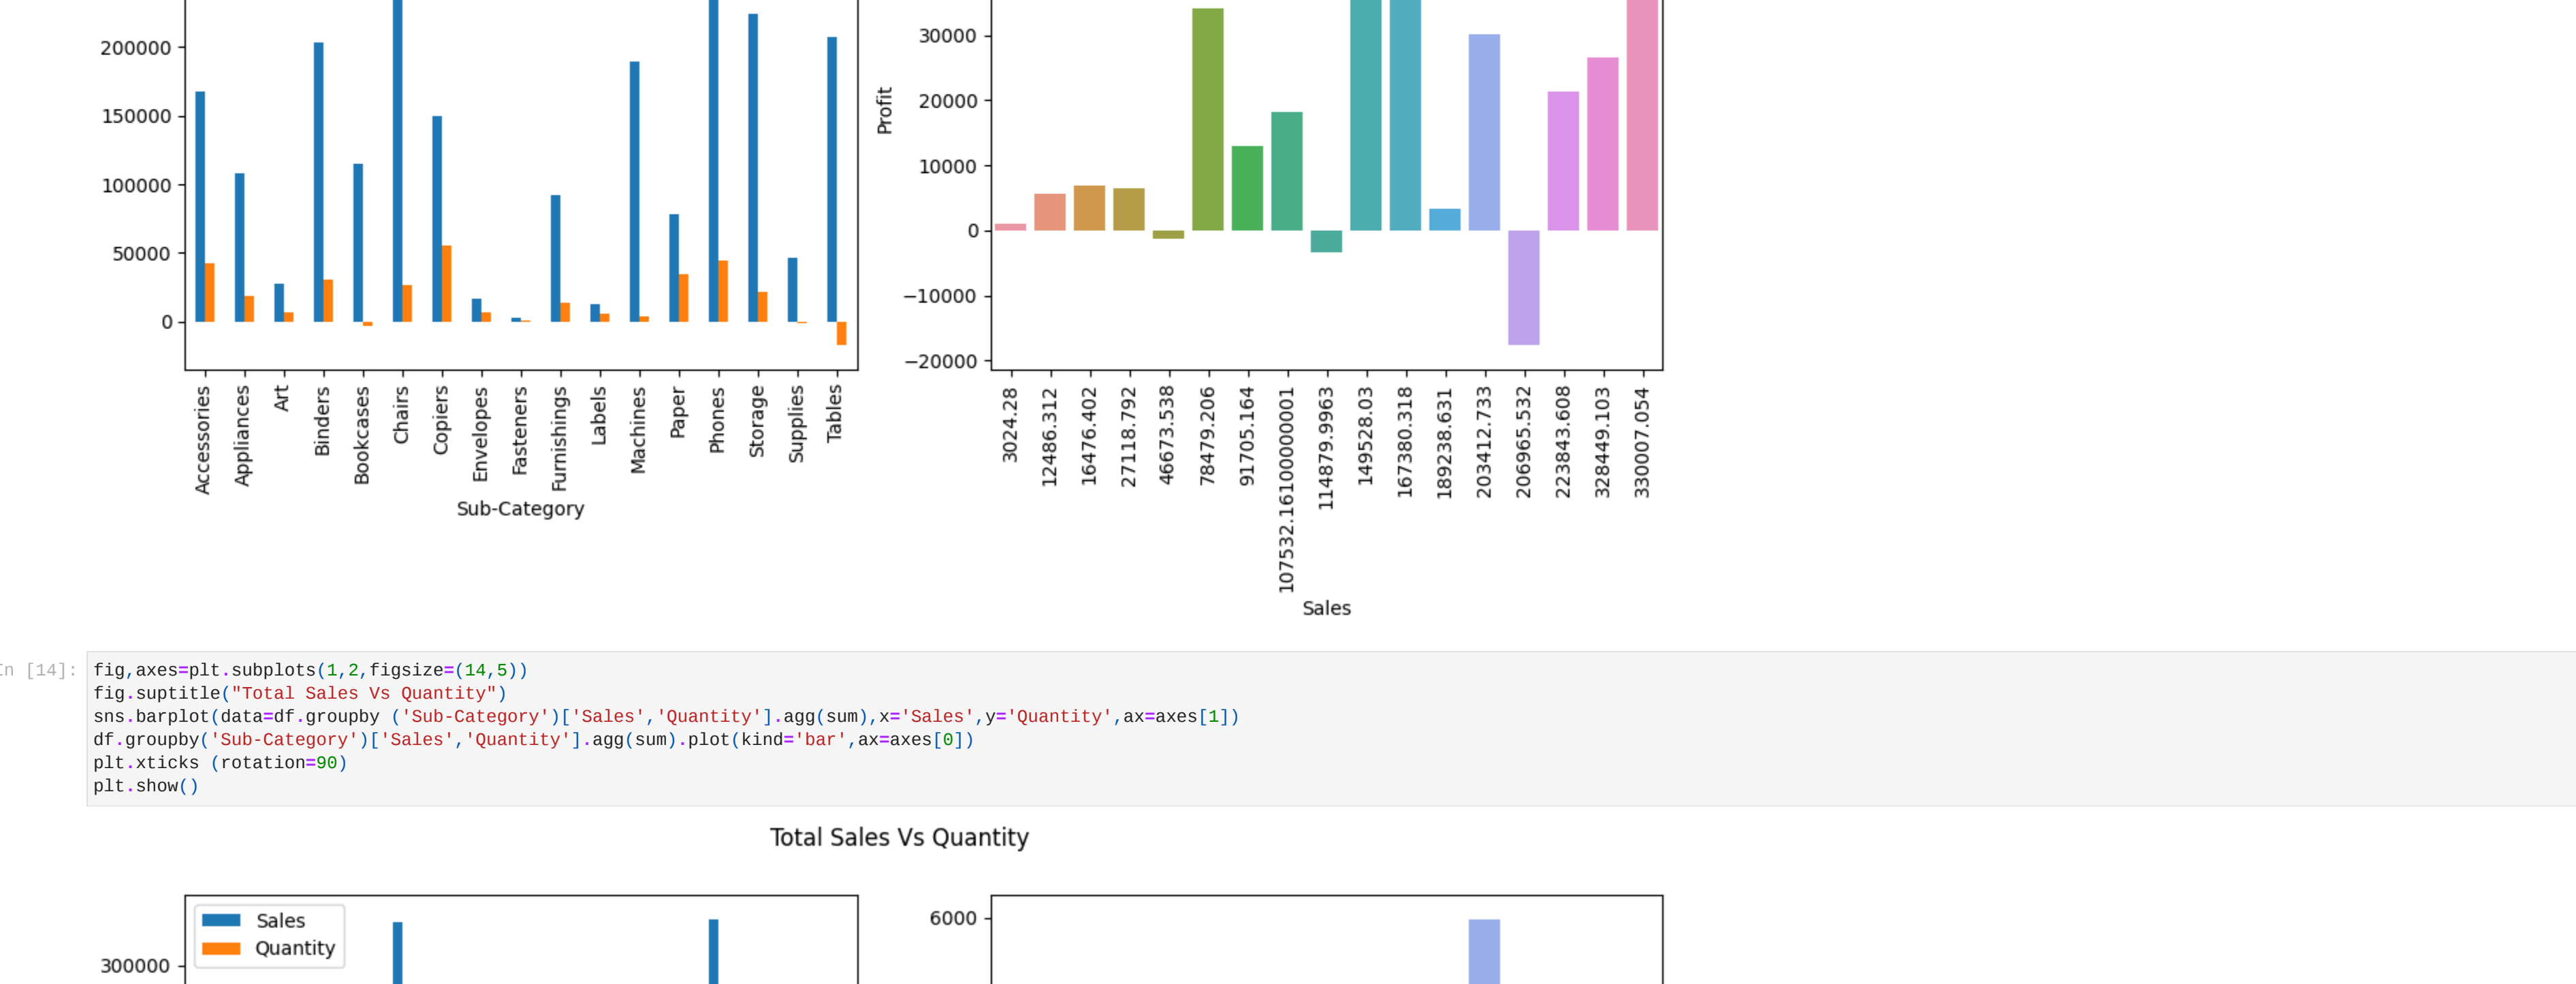 200000
150000
100000
50000
0
Accessories
Appliances
Art
Binders
Bookcases
Chairs
Copiers
Envelopes
Fasteners
Furnishings
Labels
Machines
Paper
Phones
Storage
Supplies
Tables
Sub-Category
Profit
30000
20000
10000
0
−10000
−20000
3024.28
12486.312
16476.402
27118.792
46673.538
78479.206
91705.164
107532.16100000001
114879.9963
149528.03
167380.318
189238.631
203412.733
206965.532
223843.608
328449.103
330007.054
Sales
n [14]:
fig,axes=plt.subplots(1,2,figsize=(14,5))
fig.suptitle("Total Sales Vs Quantity")
sns.barplot(data=df.groupby ('Sub-Category')['Sales','Quantity'].agg(sum),x='Sales',y='Quantity',ax=axes[1])
df.groupby('Sub-Category')['Sales','Quantity'].agg(sum).plot(kind='bar',ax=axes[0])
plt.xticks (rotation=90)
plt.show()
Total Sales Vs Quantity
Sales
Quantity
300000
6000